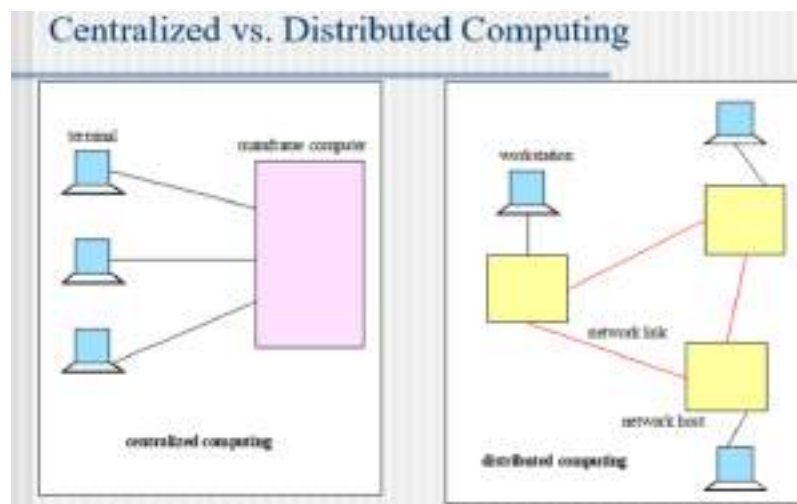 Centralized vs. Distributed Computing
terminal
mainframe computer
centralized computing
workstation
network link
network host
distributed computing